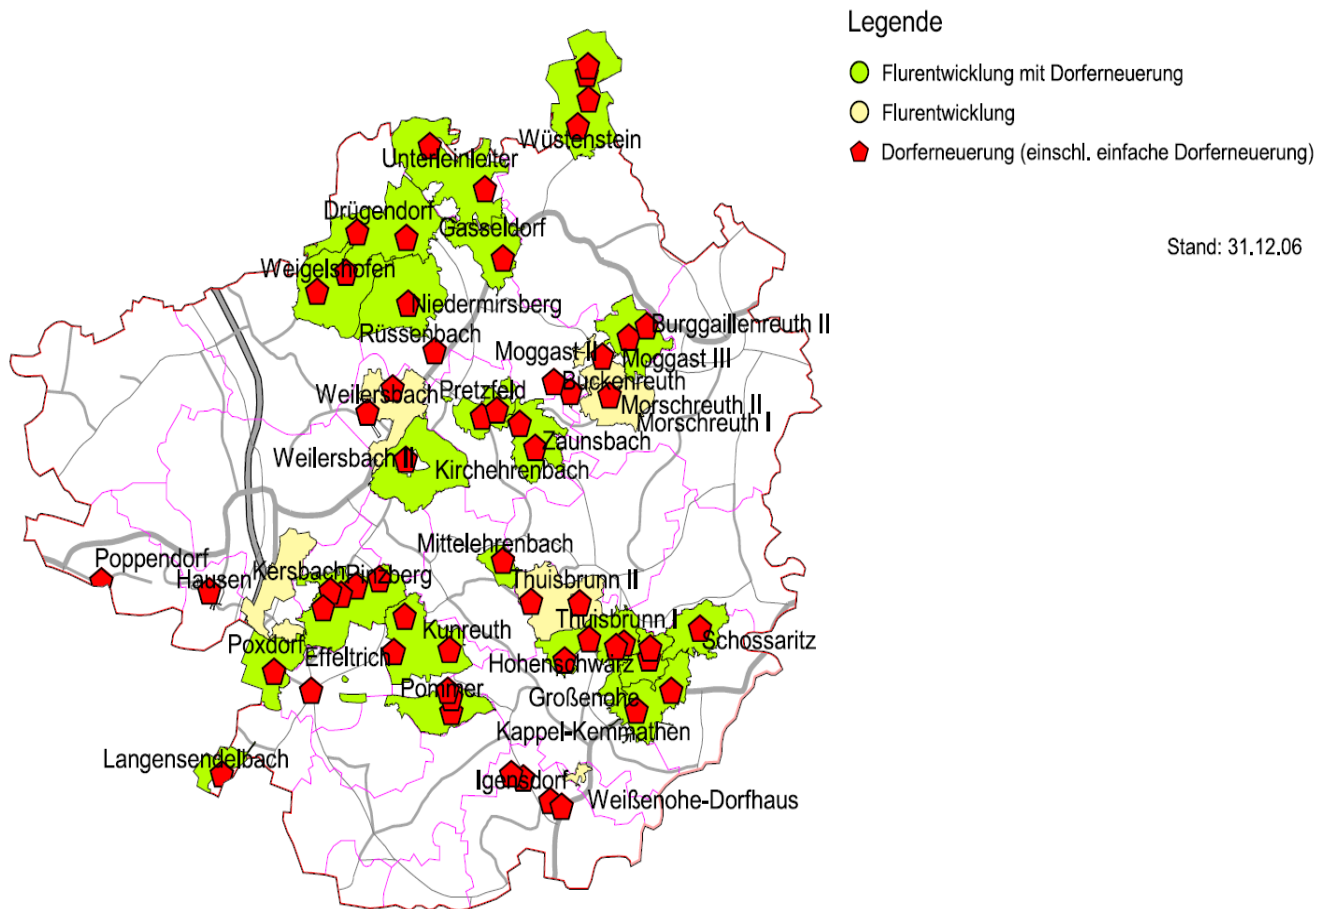 Legende
Flurentwicklung mit Dorferneuerung
Flurentwicklung
Dorferneuerung (einschl. einfache Dorferneuerung)
Stand: 31.12.06
Wüstenstein
Unterleinleiter
Drügendorf
Gasseldorf
Weigelshofen
Niedermirsberg
Rüssenbach
Burggaillenreuth II
Moggast II
Moggast III
Buckenreuth
Weilersbach
Pretzfeld
Morschreuth II
Morschreuth I
Zaunsbach
Weilersbach II
Kirchehrenbach
Mittelehrenbach
Poppendorf
Hausen
Kersbach
Pinzberg
Thuisbrunn II
Thuisbrunn I
Kunreuth
Schossaritz
Poxdorf
Effeltrich
Hohenschwärz
Pommer
Großenohe
Kappel-Kemmathen
Langensendelbach
Igensdorf
Weißenohe-Dorfhaus